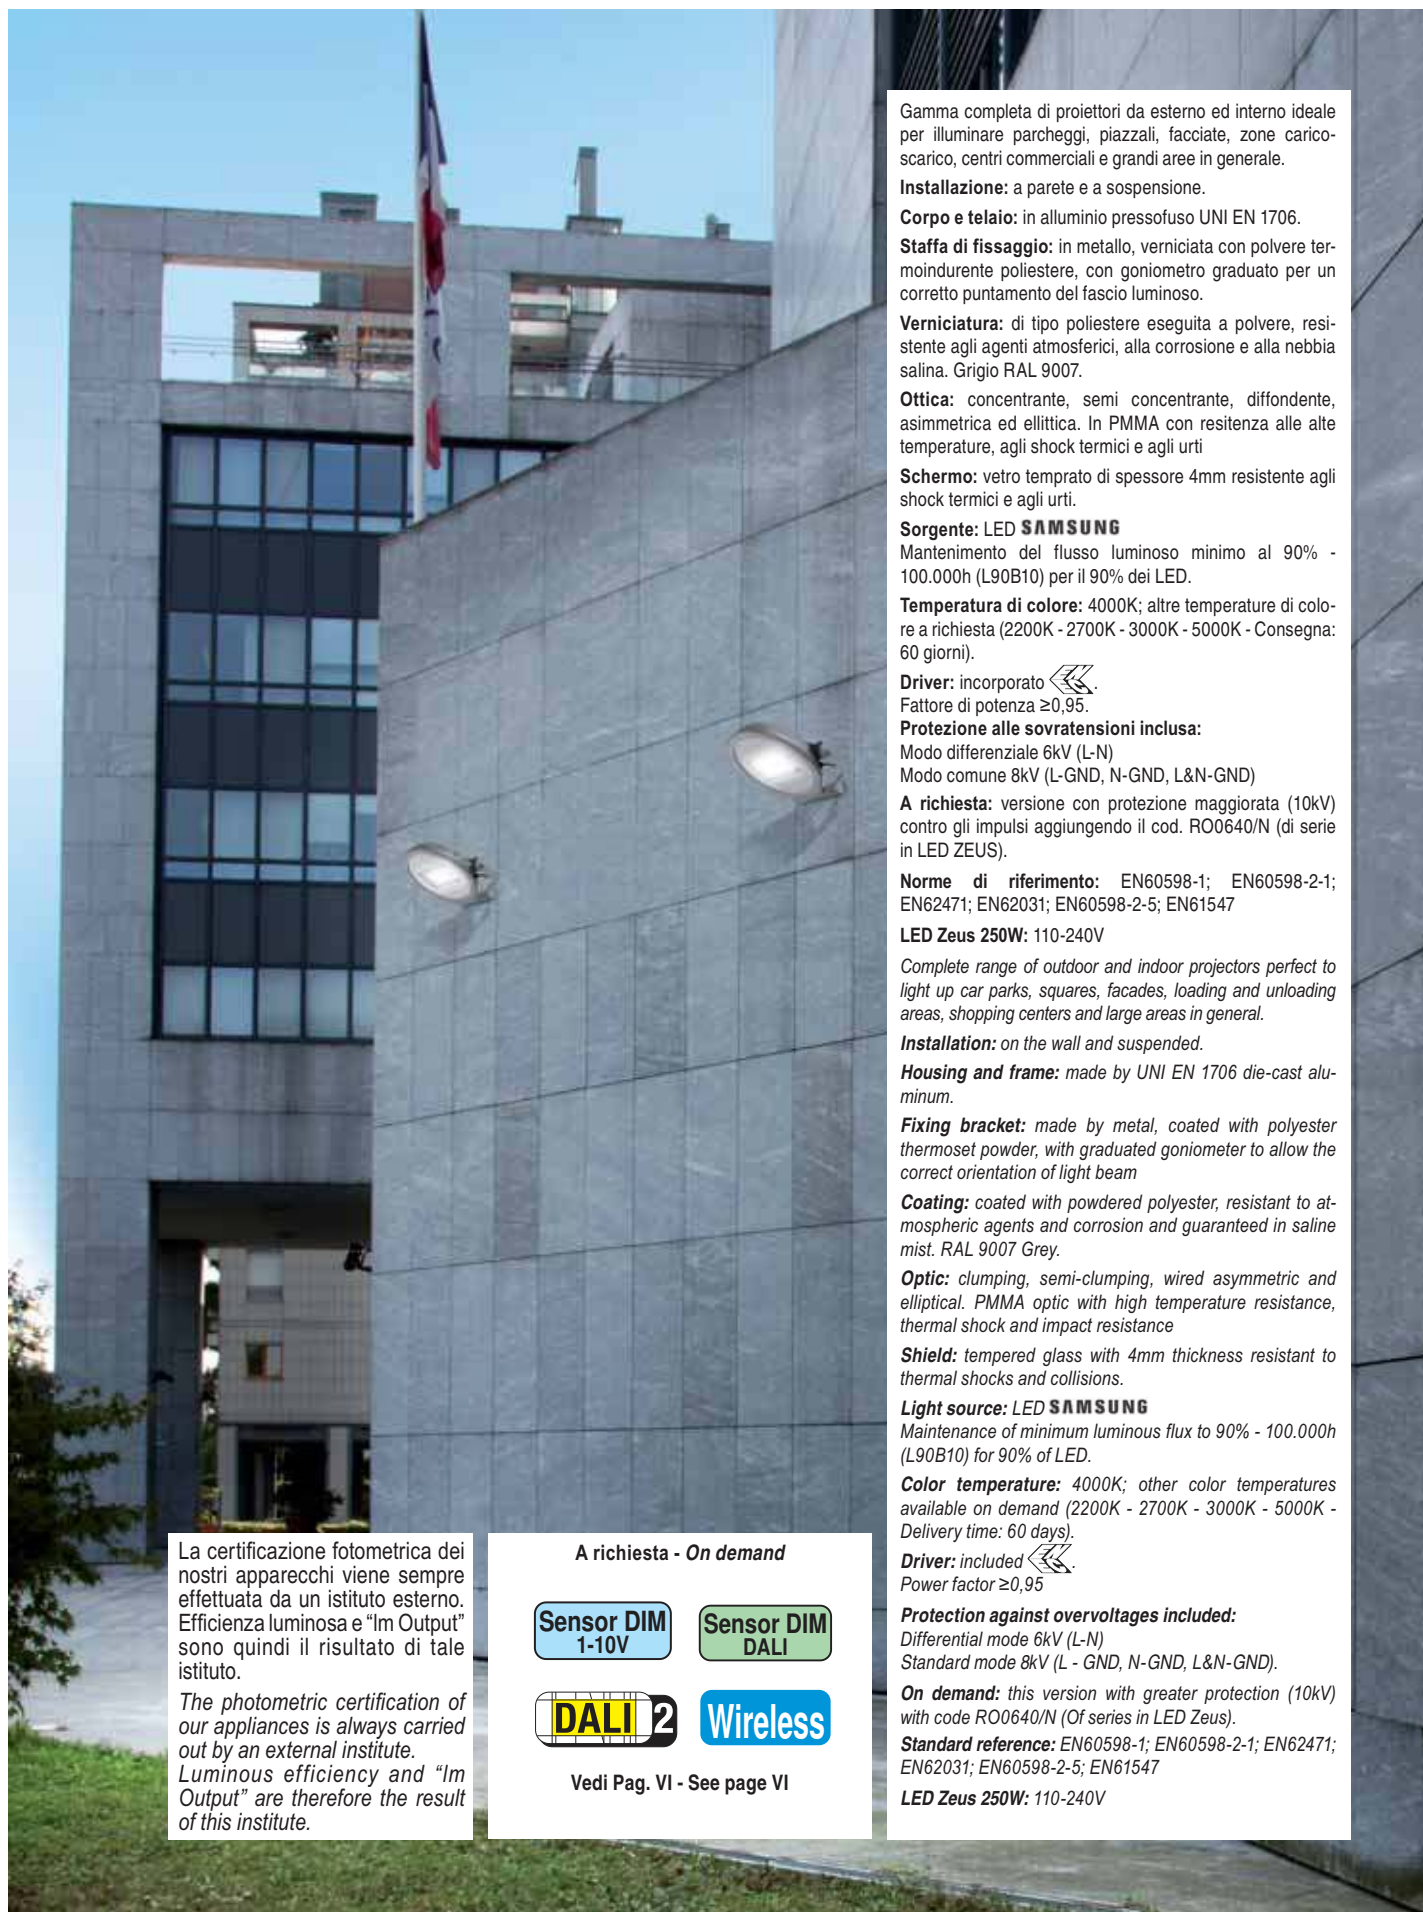 Gamma completa di proiettori da esterno ed interno ideale
per illuminare parcheggi, piazzali, facciate, zone carico-
scarico, centri commerciali e grandi aree in generale.
Installazione: a parete e a sospensione.
Corpo e telaio: in alluminio pressofuso UNI EN 1706.
Staffa di fissaggio: in metallo, verniciata con polvere ter-
moindurente poliestere, con goniometro graduato per un
corretto puntamento del fascio luminoso.
Verniciatura: di tipo poliestere eseguita a polvere, resi-
stente agli agenti atmosferici, alla corrosione e alla nebbia
salina. Grigio RAL 9007.
Ottica: concentrante, semi concentrante, diffondente,
asimmetrica ed ellittica. In PMMA con resitenza alle alte
temperature, agli shock termici e agli urti
Schermo: vetro temprato di spessore 4mm resistente agli
shock termici e agli urti.
Sorgente: LED SAMSUNG
Mantenimento del flusso luminoso minimo al 90% -
100.000h (L90B10) per il 90% dei LED.
Temperatura di colore: 4000K; altre temperature di colo-
re a richiesta (2200K - 2700K - 3000K - 5000K - Consegna:
60 giorni).
Driver: incorporato .
Fattore di potenza ≥0,95.
Protezione alle sovratensioni inclusa:
Modo differenziale 6kV (L-N)
Modo comune 8kV (L-GND, N-GND, L&N-GND)
A richiesta: versione con protezione maggiorata (10kV)
contro gli impulsi aggiungendo il cod. RO0640/N (di serie
in LED ZEUS).
Norme di riferimento: EN60598-1; EN60598-2-1;
EN62471; EN62031; EN60598-2-5; EN61547
LED Zeus 250W: 110-240V
Complete range of outdoor and indoor projectors perfect to
light up car parks, squares, facades, loading and unloading
areas, shopping centers and large areas in general.
Installation: on the wall and suspended.
Housing and frame: made by UNI EN 1706 die-cast alu-
minum.
Fixing bracket: made by metal, coated with polyester
thermoset powder, with graduated goniometer to allow the
correct orientation of light beam
Coating: coated with powdered polyester, resistant to at-
mospheric agents and corrosion and guaranteed in saline
mist. RAL 9007 Grey.
Optic: clumping, semi-clumping, wired asymmetric and
elliptical. PMMA optic with high temperature resistance,
thermal shock and impact resistance
Shield: tempered glass with 4mm thickness resistant to
thermal shocks and collisions.
Light source: LED SAMSUNG
Maintenance of minimum luminous flux to 90% - 100.000h
(L90B10) for 90% of LED.
Color temperature: 4000K; other color temperatures
available on demand (2200K - 2700K - 3000K - 5000K -
Delivery time: 60 days).
Driver: included .
Power factor ≥0,95
Protection against overvoltages included:
Differential mode 6kV (L-N)
Standard mode 8kV (L - GND, N-GND, L&N-GND).
On demand: this version with greater protection (10kV)
with code RO0640/N (Of series in LED Zeus).
Standard reference: EN60598-1; EN60598-2-1; EN62471;
EN62031; EN60598-2-5; EN61547
LED Zeus 250W: 110-240V
La certificazione fotometrica dei
nostri apparecchi viene sempre
effettuata da un istituto esterno.
Efficienza luminosa e “lm Output”
sono quindi il risultato di tale
istituto.
The photometric certification of
our appliances is always carried
out by an external institute.
Luminous efficiency and “lm
Output” are therefore the result
of this institute.
A richiesta - On demand
Sensor DIM
1-10V
Sensor DIM
DALI
DALI 2
Wireless
Vedi Pag. VI - See page VI